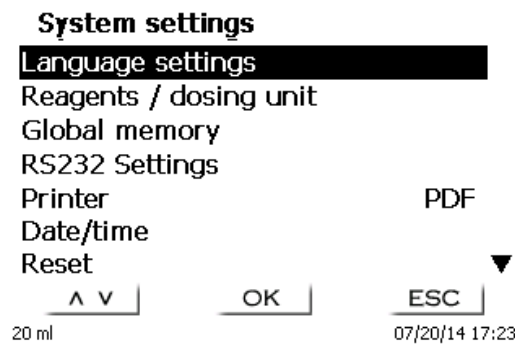 System settings
Language settings
Reagents / dosing unit
Global memory
RS232 Settings
Printer PDF
Date/time
Reset ▼
∧ ∨ OK ESC
20 ml 07/20/14 17:23